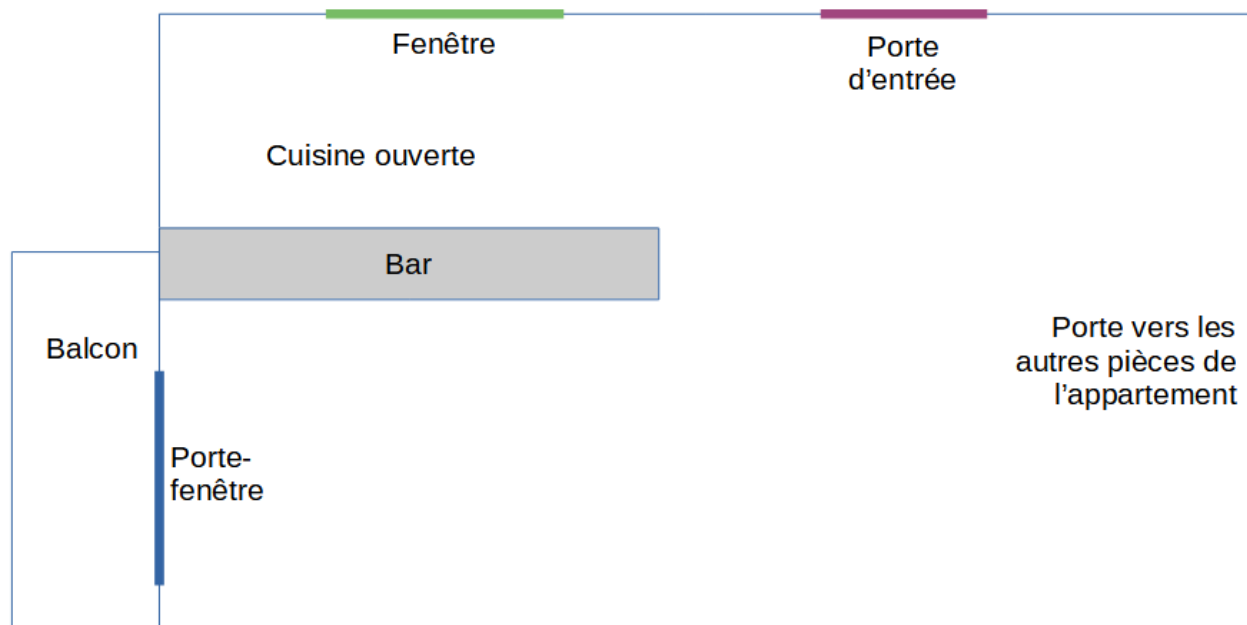 Fenêtre
Porte
d’entrée
Cuisine ouverte
Bar
Balcon
Porte vers les
autres pièces de
l’appartement
Porte-
fenêtre